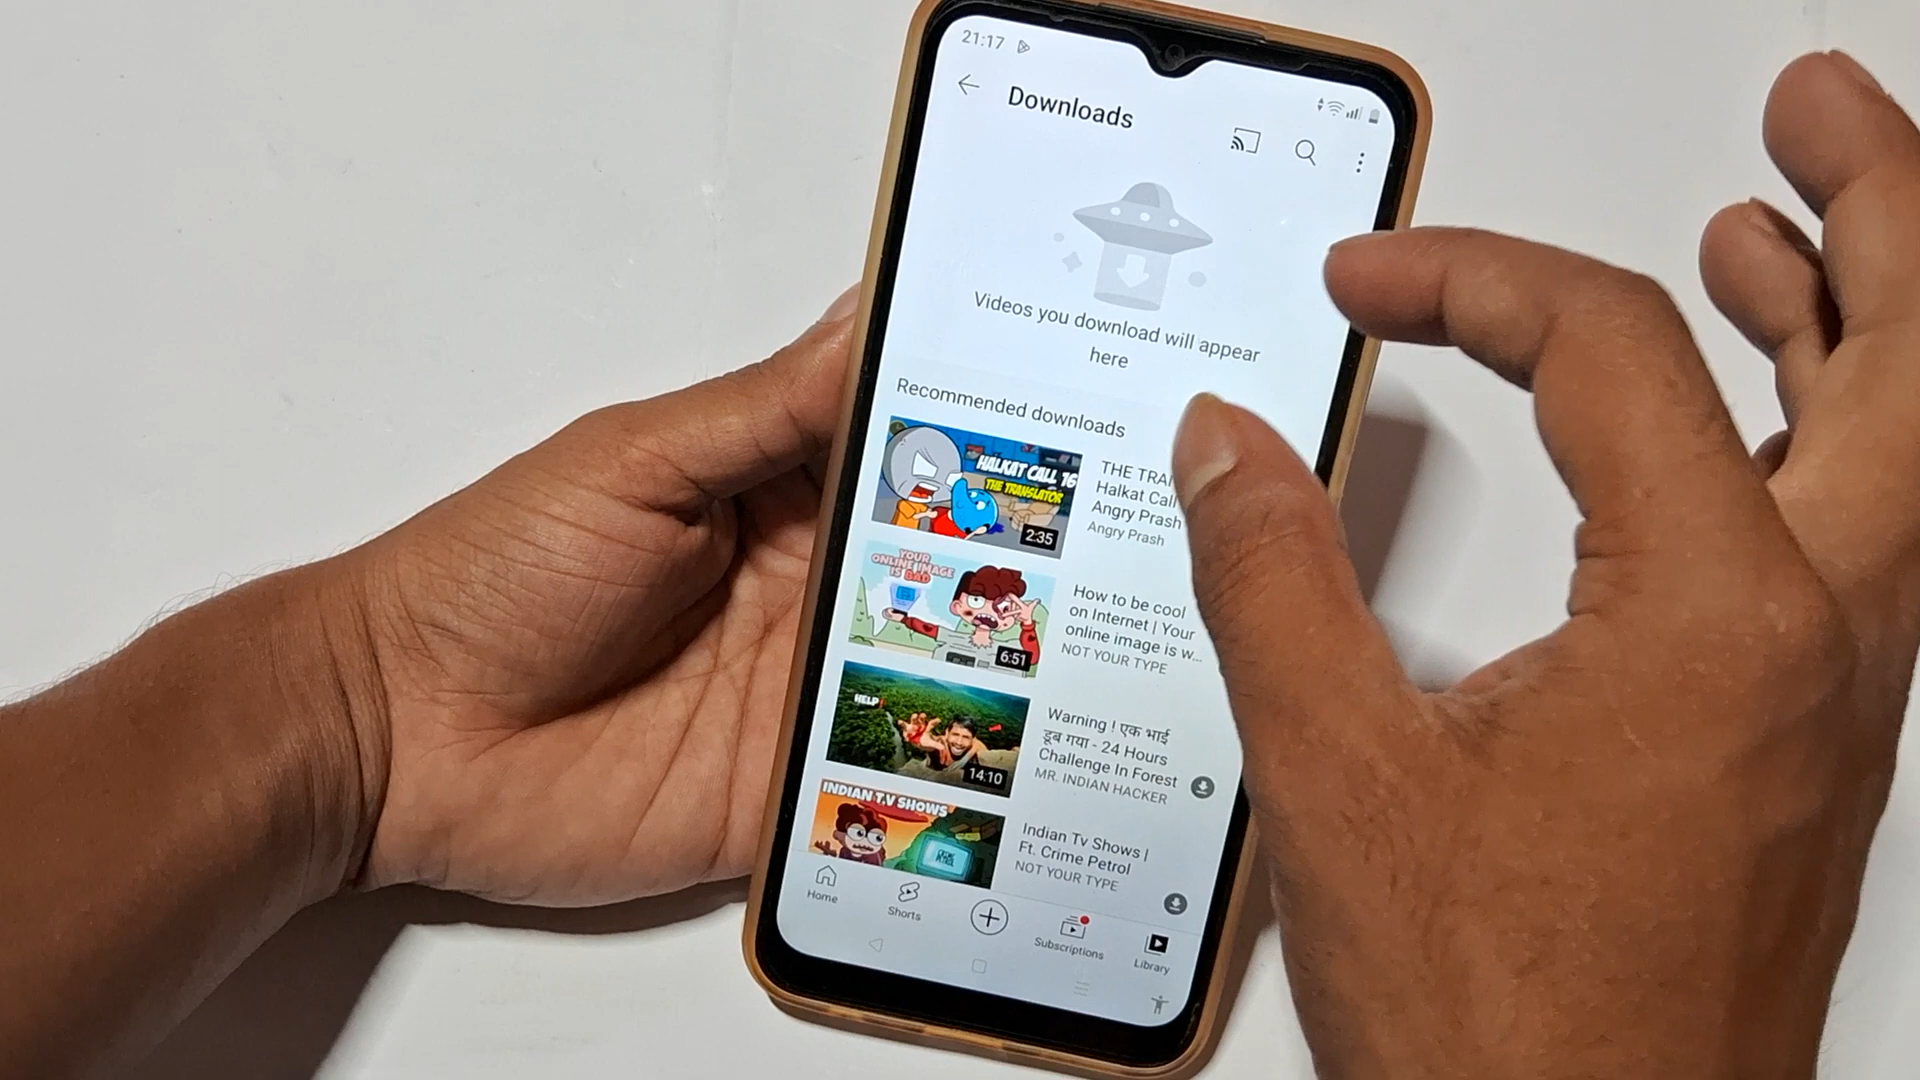 21:17
Downloads
Videos you download will appear
here
Recommended downloads
HALKAT CALL 16
THE TRANSLATOR
2:35
THE TRA
Halkat Call
Angry Prash
Angry Prash
YOUR
ONLINE IMAGE
IS BAD
6:51
How to be cool
on Internet | Your
online image is w...
NOT YOUR TYPE
HELP
14:10
Warning ! एक भाई
डूब गया - 24 Hours
Challenge In Forest
MR. INDIAN HACKER
INDIAN T.V SHOWS
Indian Tv Shows |
Ft. Crime Petrol
NOT YOUR TYPE
Home
Shorts
Subscriptions
Library